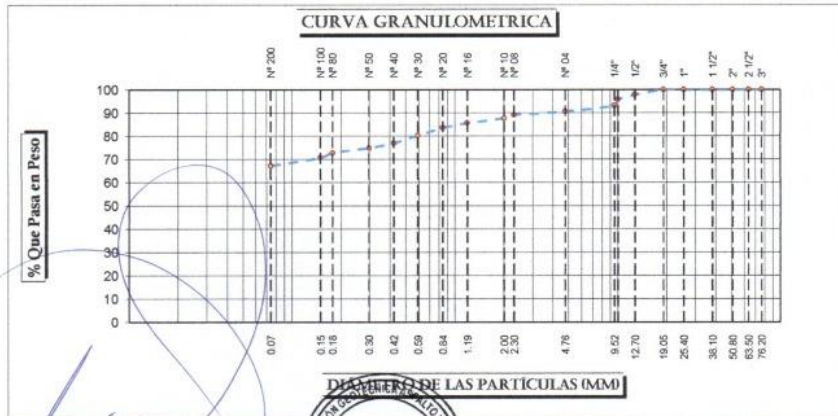 CURVA GRANULOMETRICA
Nº 200
Nº 100
Nº 80
Nº 50
Nº 40
Nº 30
Nº 20
Nº 16
Nº 10
Nº 08
Nº 04
1/4"
1/2"
3/4"
1"
1 1/2"
2"
2 1/2"
3"
% Que Pasa en Peso
100
90
80
70
60
50
40
30
20
10
0
0.07
0.15
0.18
0.30
0.42
0.59
0.84
1.19
2.00
2.30
4.76
9.52
12.70
19.05
25.40
38.10
50.80
63.50
76.20
DIÁMETRO DE LAS PARTÍCULAS (MM)
GEOTECNICA ASFALTO